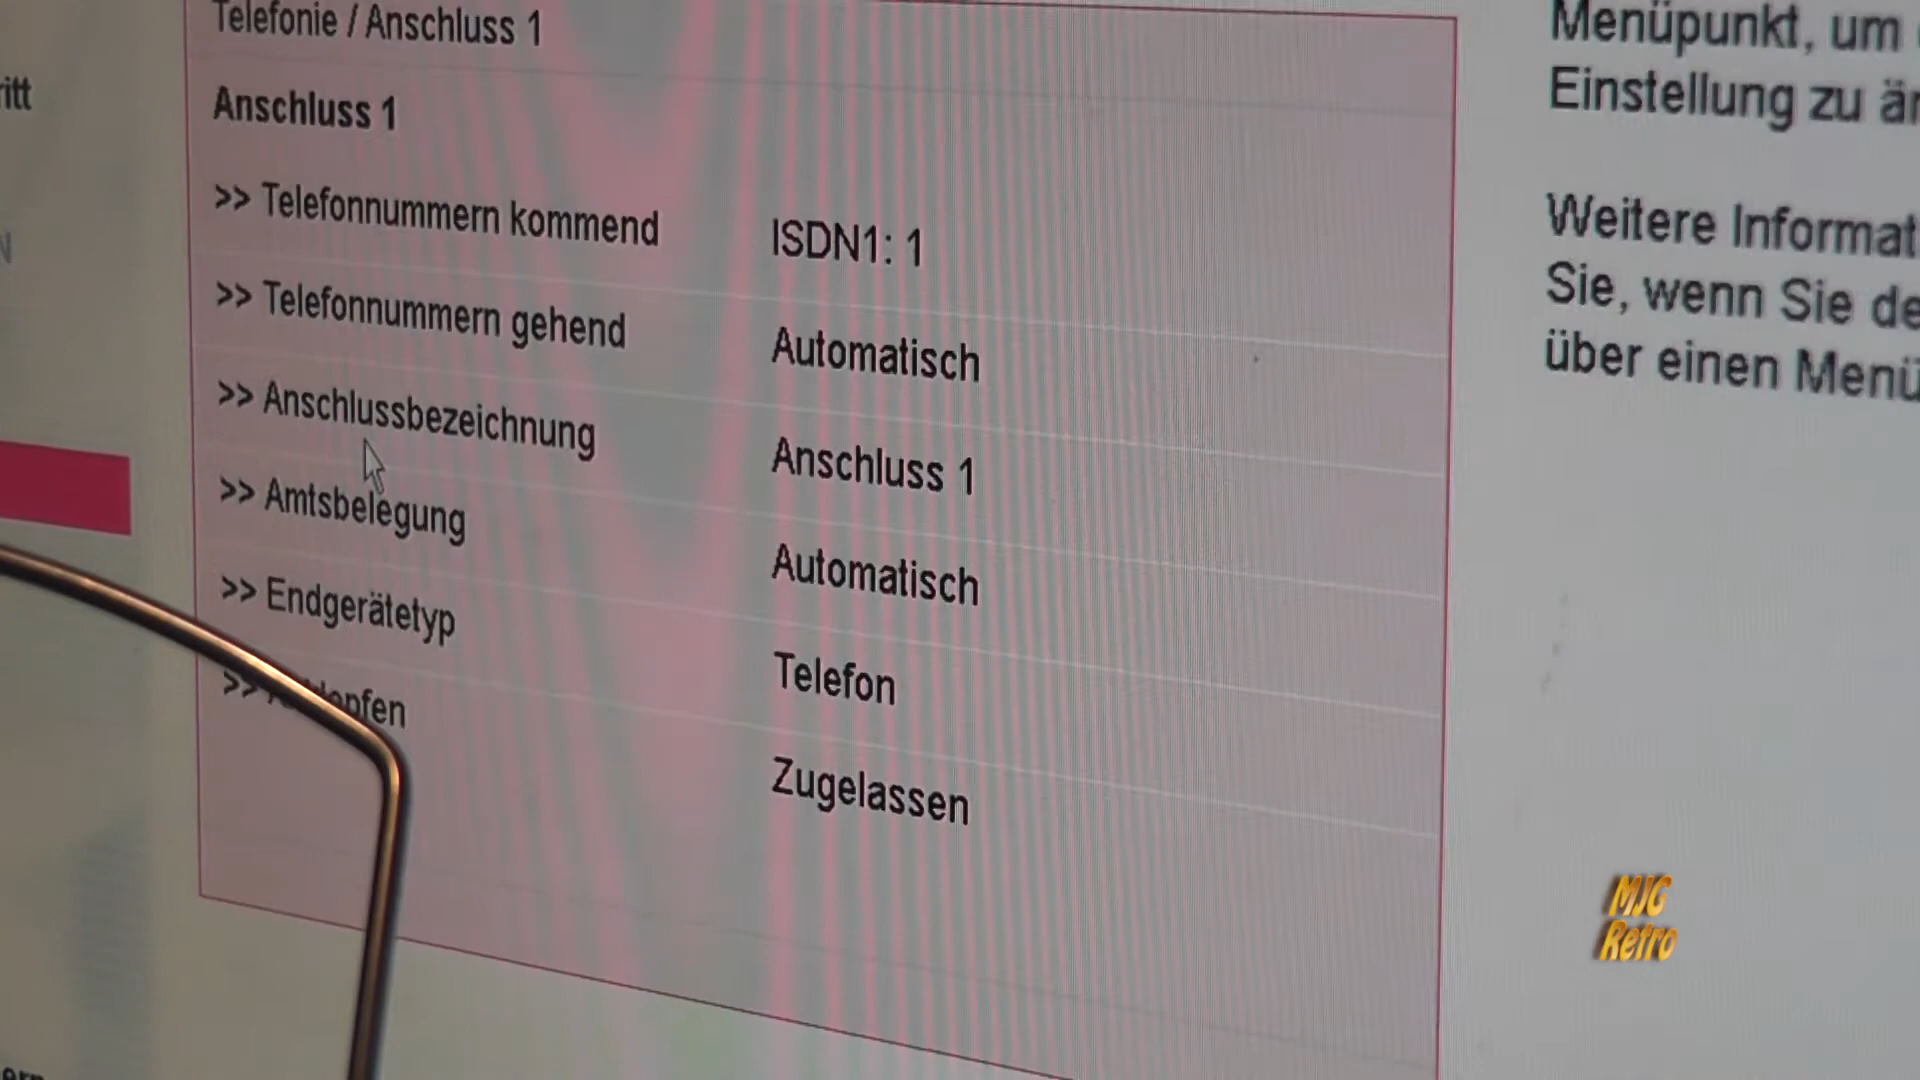 Telefonie / Anschluss 1
Anschluss 1
>> Telefonnummern kommend ISDN1: 1
>> Telefonnummern gehend Automatisch
>> Anschlussbezeichnung Anschluss 1
>> Amtsbelegung Automatisch
>> Endgerätetyp Telefon
>> Zugelassen
Menüpunkt, um
Einstellung zu
Weitere
Sie, wenn Sie
über einen
MJG
Retro